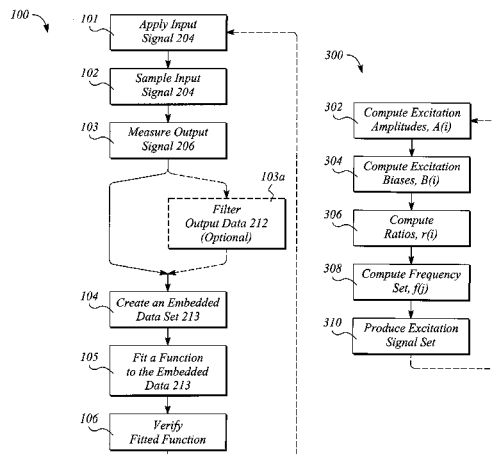 100
101
Apply Input
Signal 204
102
Sample Input
Signal 204
103
Measure Output
Signal 206
103a
Filter
Output Data 212
(Optional)
104
Create an Embedded
Data Set 213
105
Fit a Function
to the Embedded
Data 213
106
Verify
Fitted Function
300
302
Compute Excitation
Amplitudes, A(i)
304
Compute Excitation
Biases, B(i)
306
Compute
Ratios, r(i)
308
Compute Frequency
Set, f(j)
310
Produce Excitation
Signal Set